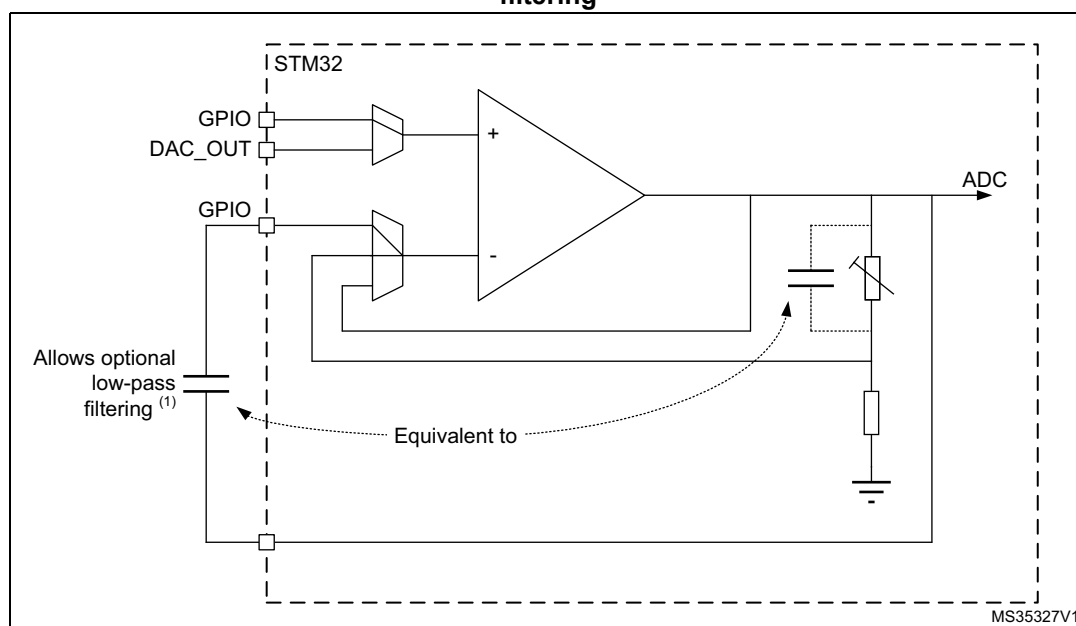 filtering
STM32
GPIO
DAC_OUT
GPIO
+
-
ADC
Allows optional
low-pass
filtering (1)
Equivalent to
MS35327V1